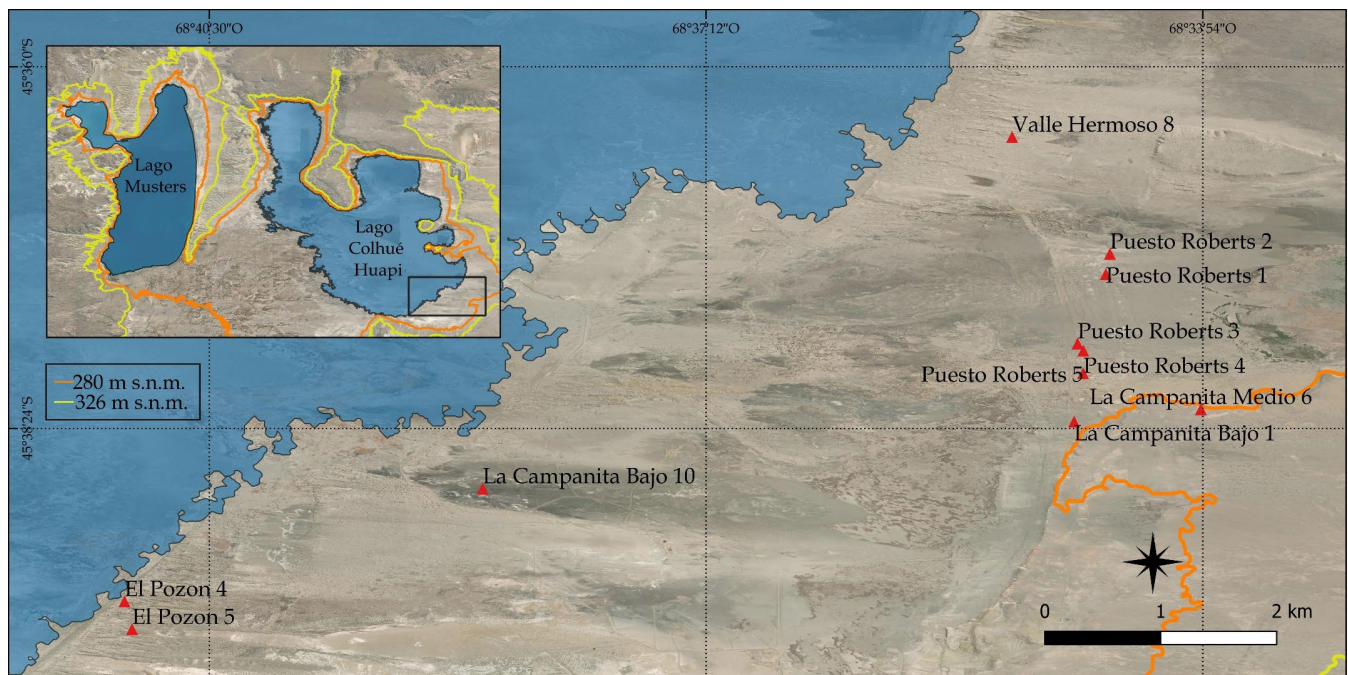 68°40'30"O
68°37'12"O
68°33'54"O
45°36'0"S
Lago
Musters
Lago
Colhué
Huapi
280 m s.n.m.
326 m s.n.m.
45°38'24"S
Valle Hermoso 8
Puesto Roberts 2
Puesto Roberts 1
Puesto Roberts 3
Puesto Roberts 5
Puesto Roberts 4
La Campanita Medio 6
La Campanita Bajo 1
La Campanita Bajo 10
El Pozon 4
El Pozon 5
0 1 2 km